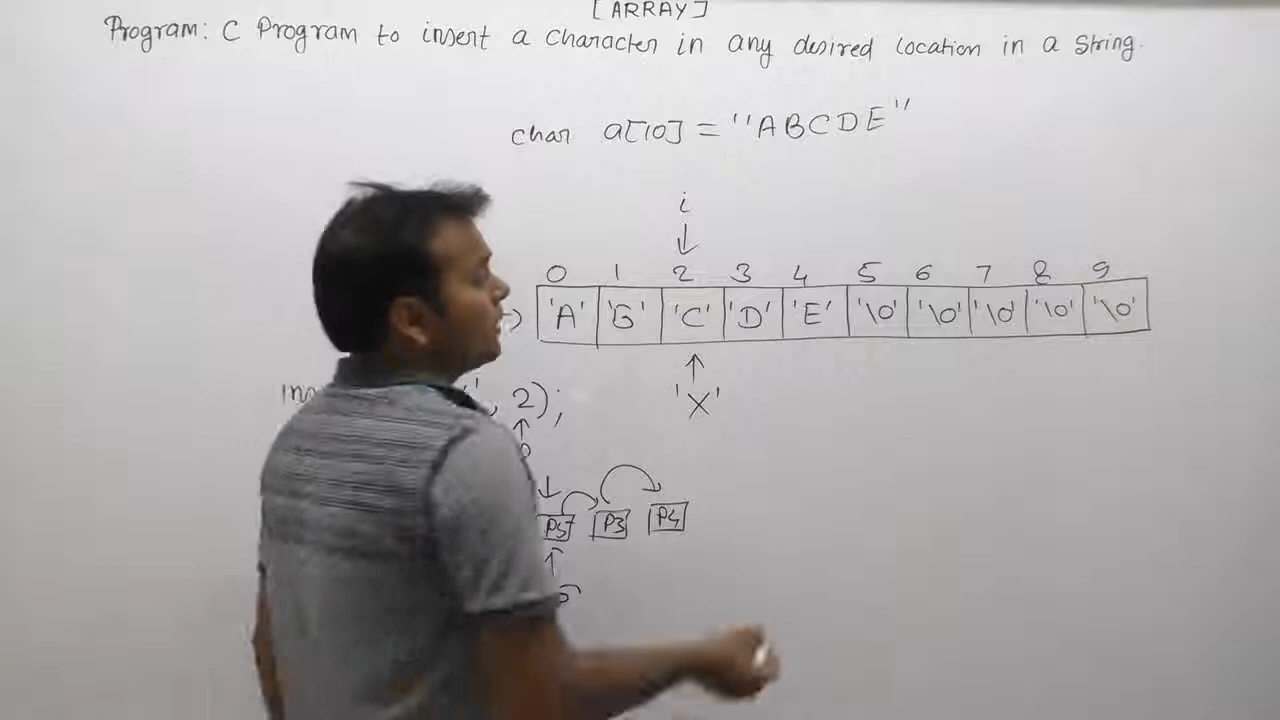 [ARRAY]
Program: C Program to insert a character in any desired location in a string.
char a[10] = "ABCDE"
i
0 1 2 3 4 5 6 7 8 9
'A' 'B' 'C' 'D' 'E' '\0' '\0' '\0' '\0' '\0'
, 2);
'X'
P5 P3 P4